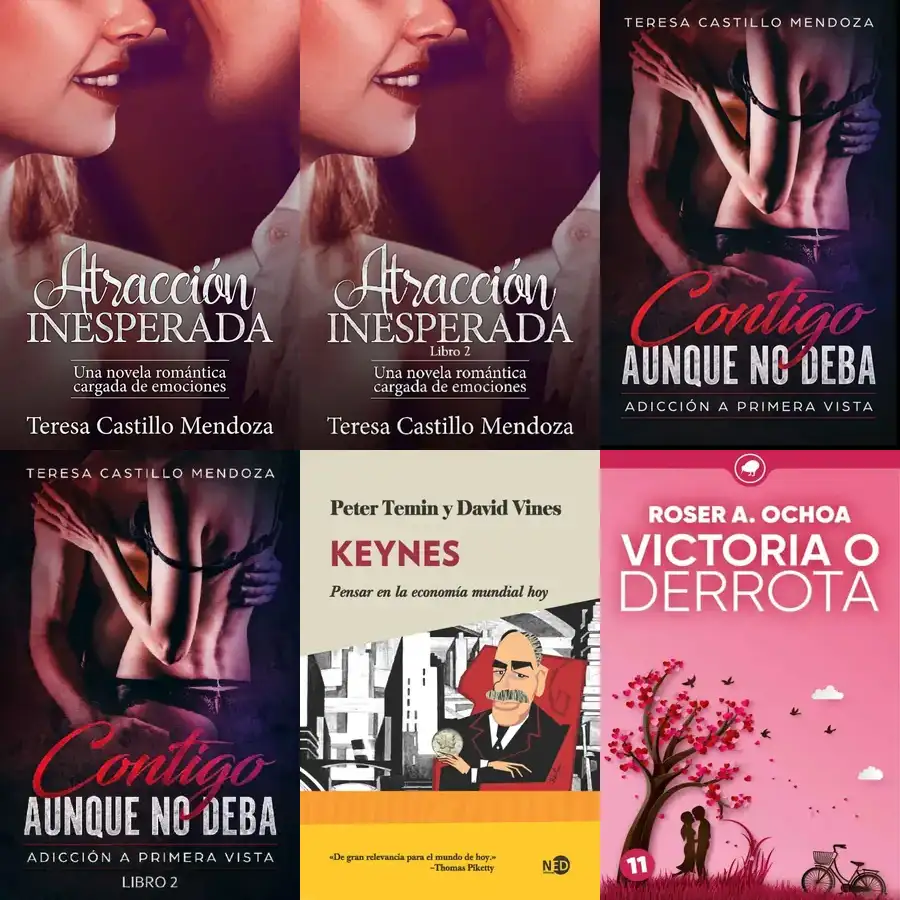 Atracción
INESPERADA
Una novela romántica
cargada de emociones
Teresa Castillo Mendoza
Atracción
INESPERADA
Libro 2
Una novela romántica
cargada de emociones
Teresa Castillo Mendoza
TERESA CASTILLO MENDOZA
Contigo
AUNQUE NO DEBA
ADICCIÓN A PRIMERA VISTA
TERESA CASTILLO MENDOZA
Contigo
AUNQUE NO DEBA
ADICCIÓN A PRIMERA VISTA
LIBRO 2
Peter Temin y David Vines
KEYNES
Pensar en la economía mundial hoy
«De gran relevancia para el mundo de hoy.»
–Thomas Piketty
NED
ROSER A. OCHOA
VICTORIA O
DERROTA
11